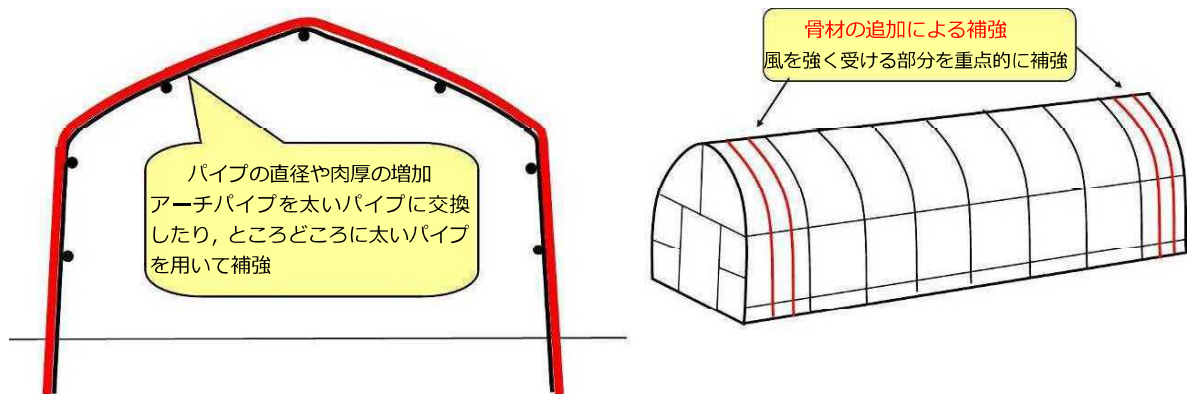 パイプの直径や肉厚の増加
アーチパイプを太いパイプに交換
したり，ところどころに太いパイプ
を用いて補強
骨材の追加による補強
風を強く受ける部分を重点的に補強